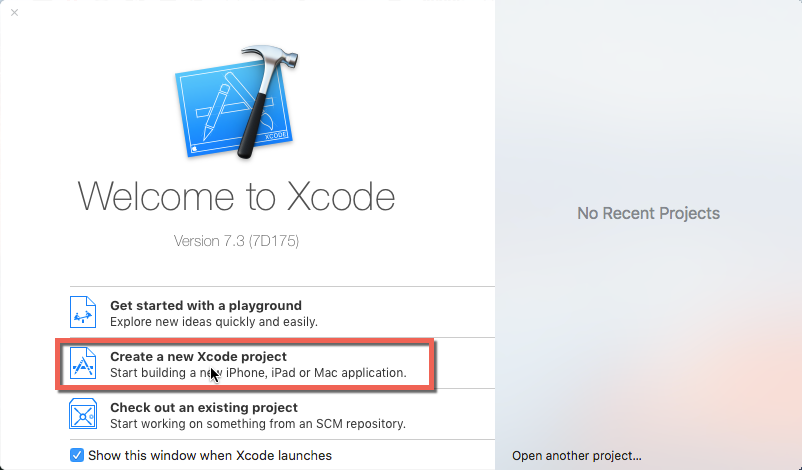 XCODE
Welcome to Xcode
Version 7.3 (7D175)
Get started with a playground
Explore new ideas quickly and easily.
Create a new Xcode project
Start building a new iPhone, iPad or Mac application.
Check out an existing project
Start working on something from an SCM repository.
Show this window when Xcode launches
No Recent Projects
Open another project...